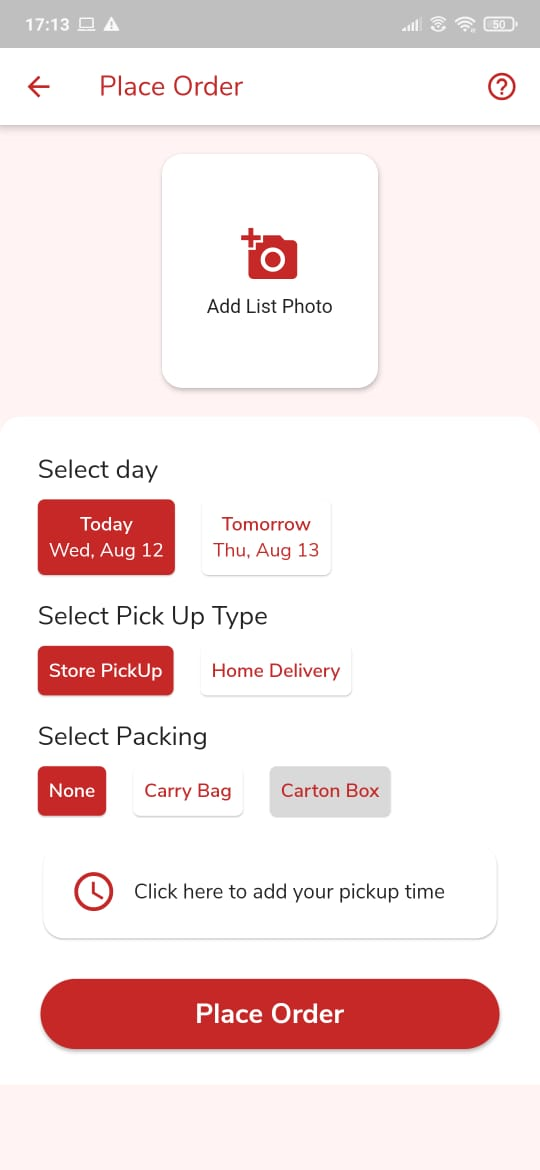 17:13
50
Place Order
Add List Photo
Select day
Today
Wed, Aug 12
Tomorrow
Thu, Aug 13
Select Pick Up Type
Store PickUp
Home Delivery
Select Packing
None
Carry Bag
Carton Box
Click here to add your pickup time
Place Order